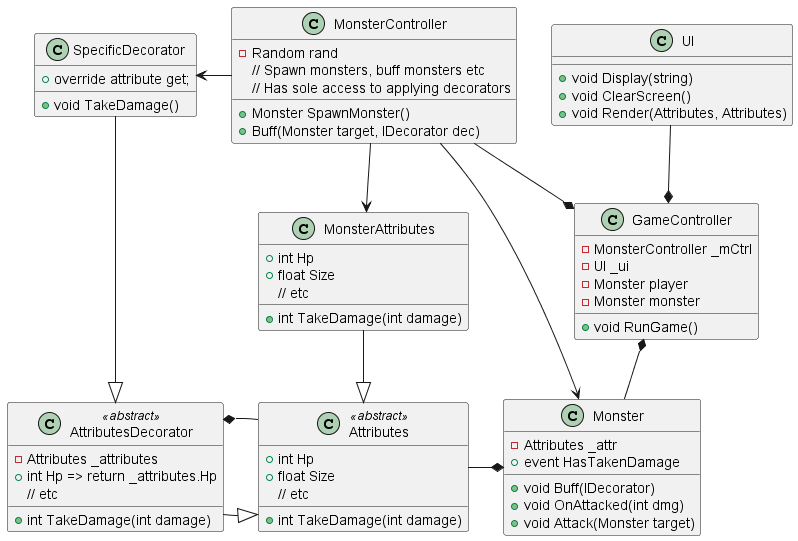 C SpecificDecorator
override attribute get;
void TakeDamage()
C MonsterController
Random rand
// Spawn monsters, buff monsters etc
// Has sole access to applying decorators
Monster SpawnMonster()
Buff(Monster target, IDecorator dec)
C UI
void Display(string)
void ClearScreen()
void Render(Attributes, Attributes)
C MonsterAttributes
int Hp
float Size
// etc
int TakeDamage(int damage)
C GameController
MonsterController _mCtrl
UI _ui
Monster player
Monster monster
void RunGame()
C «abstract»
AttributesDecorator
Attributes _attributes
int Hp => return _attributes.Hp
// etc
int TakeDamage(int damage)
C «abstract»
Attributes
int Hp
float Size
// etc
int TakeDamage(int damage)
C Monster
Attributes _attr
event HasTakenDamage
void Buff(IDecorator)
void OnAttacked(int dmg)
void Attack(Monster target)